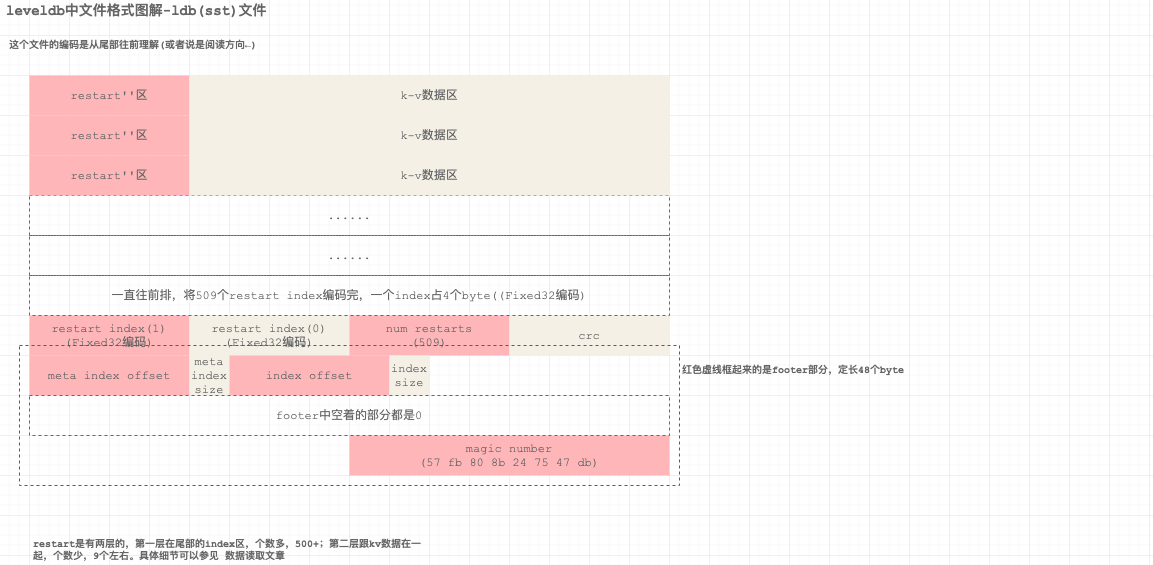 leveldb中文件格式图解-ldb(sst)文件
这个文件的编码是从尾部往前理解(或者说是阅读方向…)
restart''区
k-v数据区
restart''区
k-v数据区
restart''区
k-v数据区
......
......
一直往前排，将509个restart index编码完，一个index占4个byte((Fixed32编码)
restart index(1)
(Fixed32编码)
restart index(0)
(Fixed32编码)
num restarts
(509)
crc
meta index offset
meta
index
size
index offset
index
size
红色虚线框起来的是footer部分，定长48个byte
footer中空着的部分都是0
magic number
(57 fb 80 8b 24 75 47 db)
restart是有两层的，第一层在尾部的index区，个数多，500+；第二层跟kv数据在一
起，个数少，9个左右。具体细节可以参见 数据读取文章